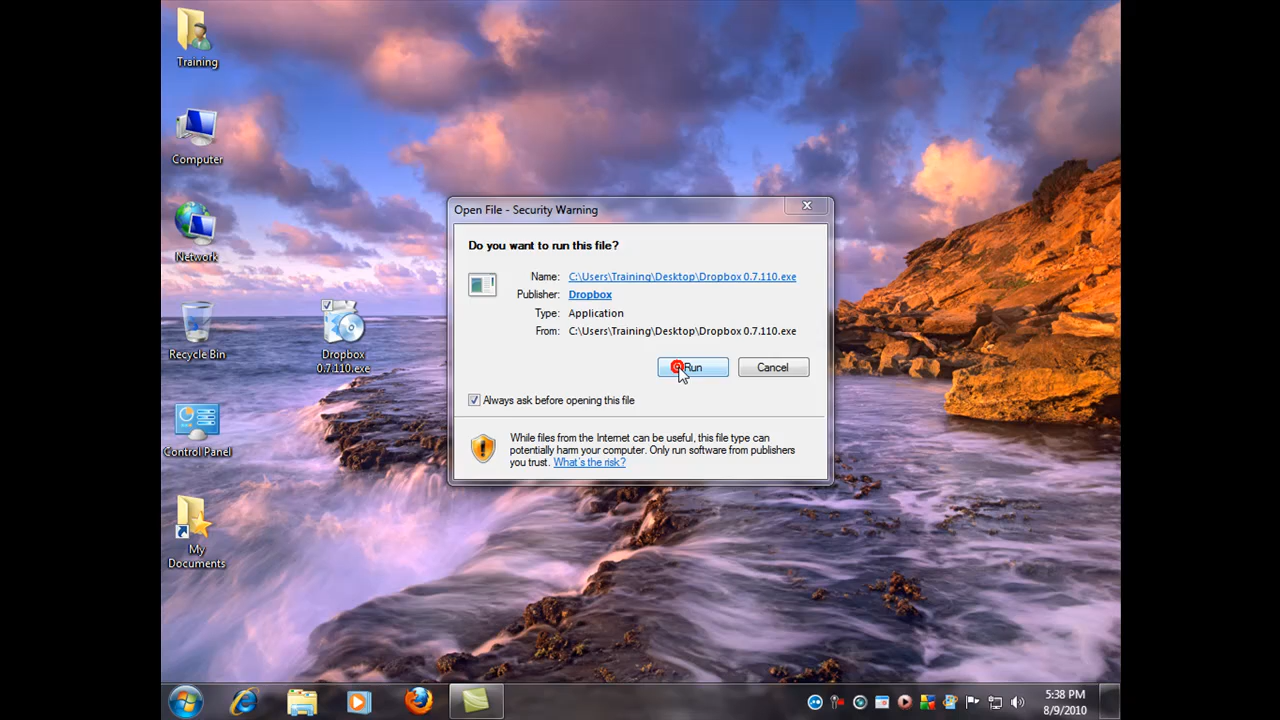 Training
Computer
Network
Recycle Bin
Dropbox
0.7.110.exe
Control Panel
My
Documents
Open File - Security Warning
Do you want to run this file?
Name: C:\Users\Training\Desktop\Dropbox 0.7.110.exe
Publisher: Dropbox
Type: Application
From: C:\Users\Training\Desktop\Dropbox 0.7.110.exe
Run Cancel
Always ask before opening this file
While files from the Internet can be useful, this file type can
potentially harm your computer. Only run software from publishers
you trust. What's the risk?
5:38 PM
8/9/2010